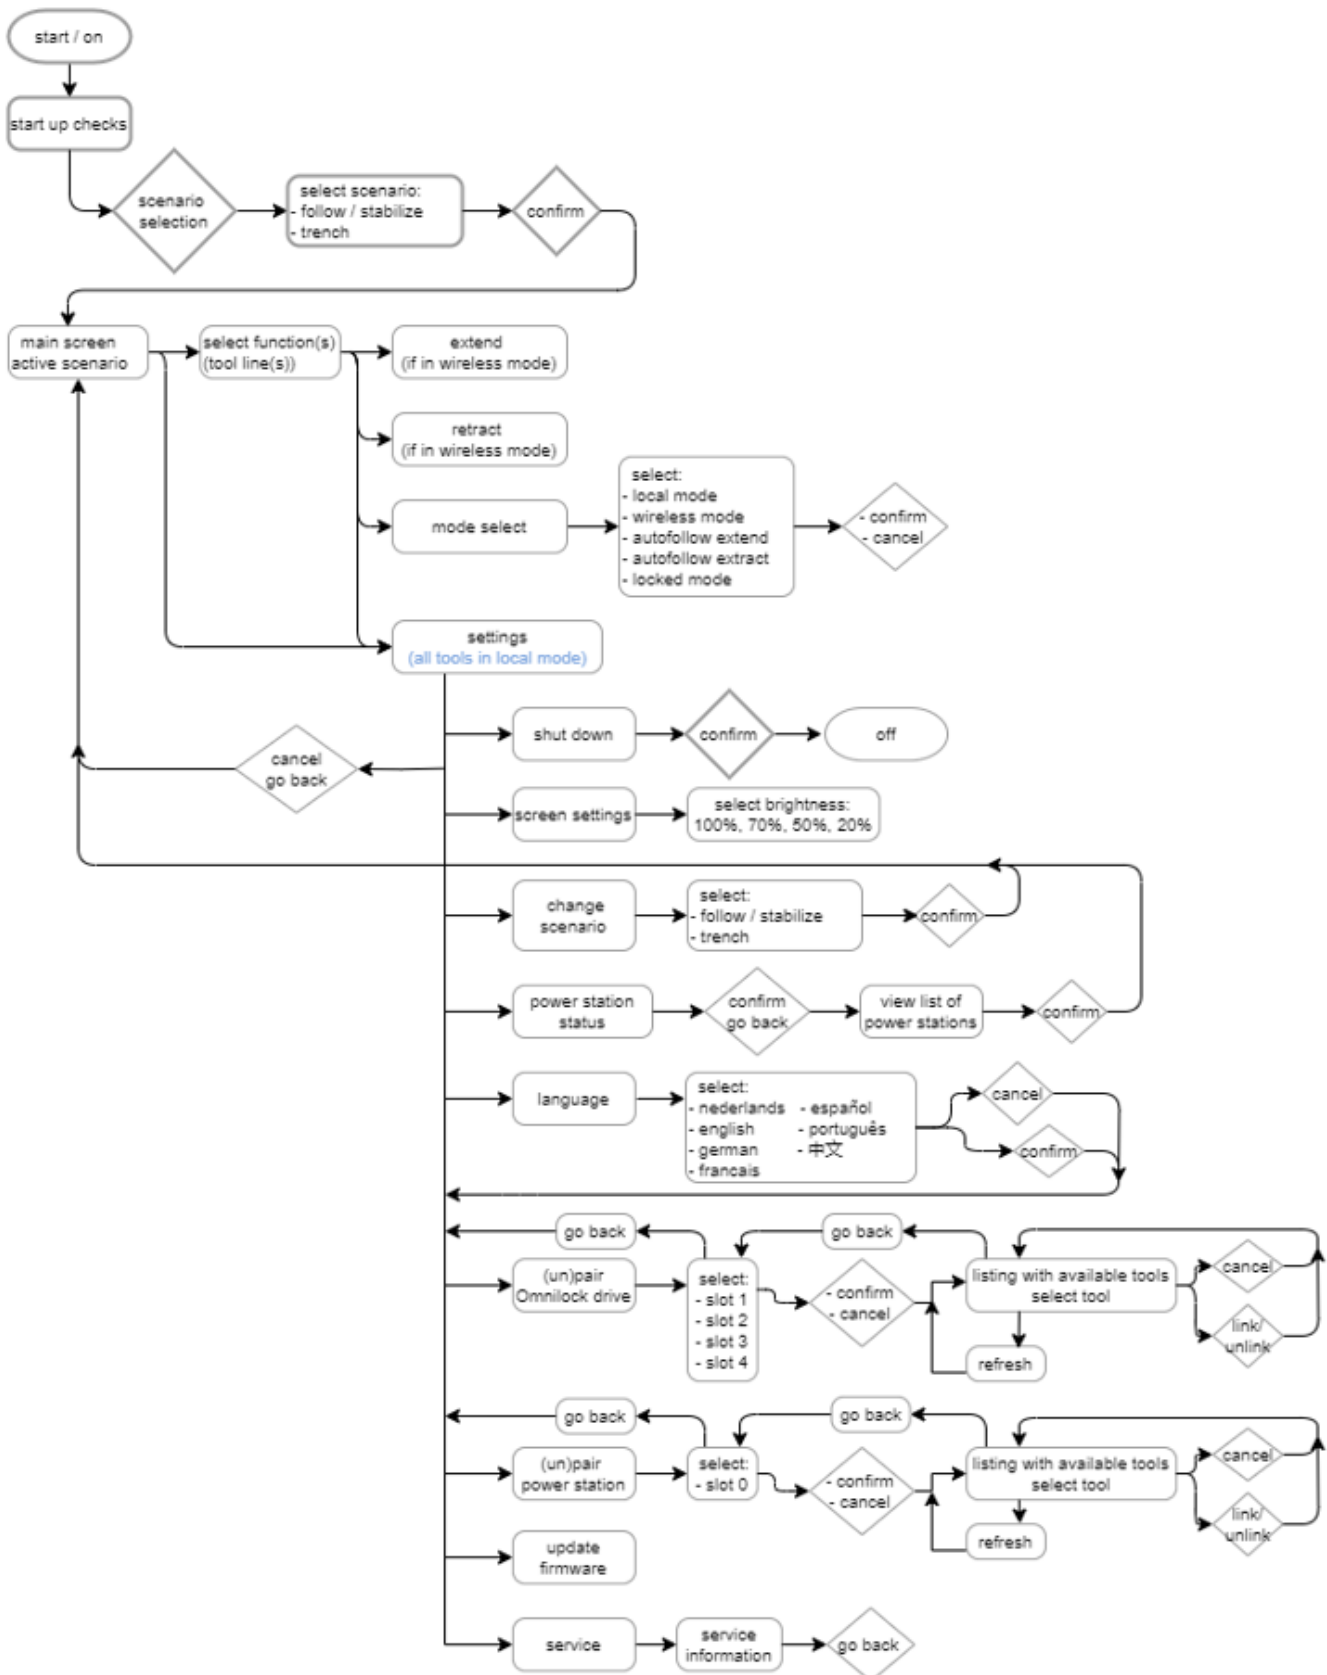 start / on
start up checks
scenario
selection
select scenario:
- follow / stabilize
- trench
confirm
main screen
active scenario
select function(s)
(tool line(s))
extend
(if in wireless mode)
retract
(if in wireless mode)
mode select
select:
- local mode
- wireless mode
- autofollow extend
- autofollow extract
- locked mode
- confirm
- cancel
settings
(all tools in local mode)
shut down
confirm
off
cancel
go back
screen settings
select brightness:
100%, 70%, 50%, 20%
change
scenario
select:
- follow / stabilize
- trench
confirm
power station
status
confirm
go back
view list of
power stations
confirm
language
select:
- nederlands - español
- english - português
- german - 中文
- francais
cancel
confirm
go back
go back
(un)pair
Omnilock drive
select:
- slot 1
- slot 2
- slot 3
- slot 4
- confirm
- cancel
listing with available tools
select tool
cancel
link/
unlink
refresh
go back
go back
(un)pair
power station
select:
- slot 0
- confirm
- cancel
listing with available tools
select tool
cancel
link/
unlink
refresh
update
firmware
service
service
information
go back